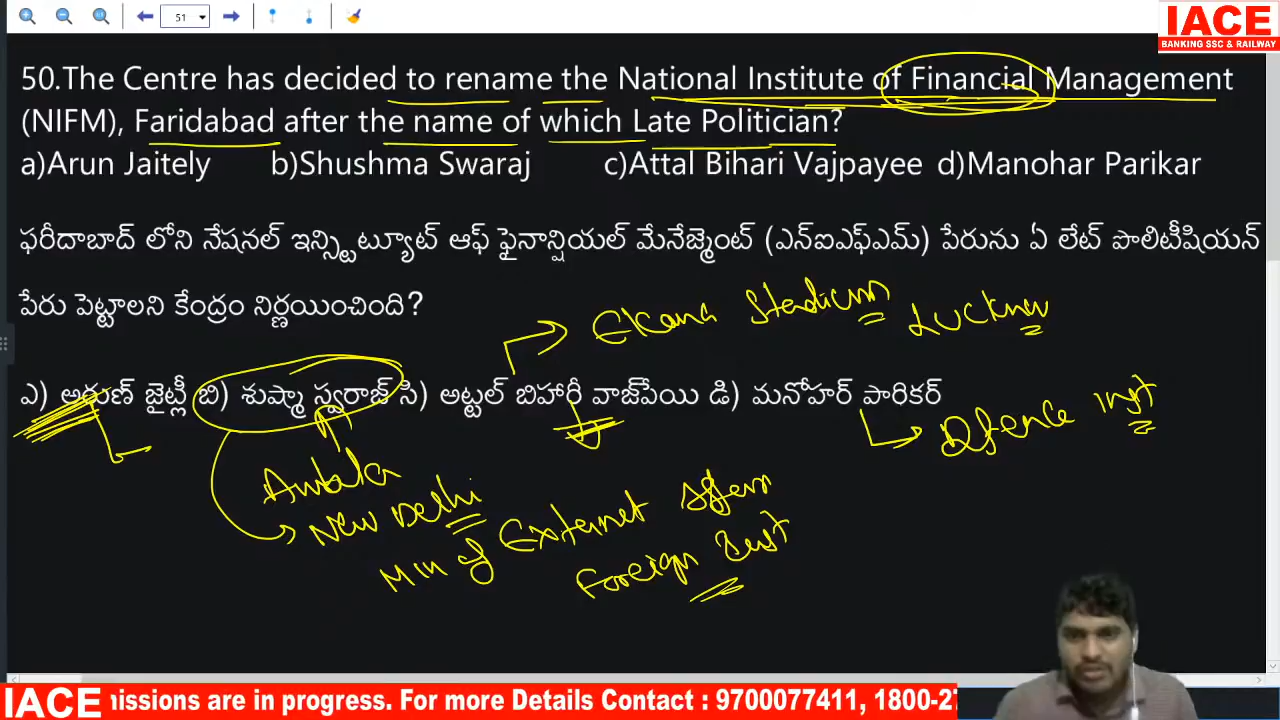 51
IACE
BANKING SSC & RAILWAY
50.The Centre has decided to rename the National Institute of Financial Management
(NIFM), Faridabad after the name of which Late Politician?
a)Arun Jaitely b)Shushma Swaraj c)Attal Bihari Vajpayee d)Manohar Parikar
ఫరీదాబాద్ లోని నేషనల్ ఇన్స్టిట్యూట్ ఆఫ్ ఫైనాన్షియల్ మేనేజ్మెంట్ (ఎన్ఐఎఫ్ఎమ్) పేరును ఏ లేట్ పొలిటీషియన్
పేరు పెట్టాలని కేంద్రం నిర్ణయించింది?
Ekana Stadium Lucknow
ఎ) అరుణ్ జైట్లీ బి) శుష్మా స్వరాజ్ సి) అట్టల్ బిహారీ వాజ్‌పేయి డి) మనోహర్ పారికర్
Defence Inst
Ambala
New Delhi
Min of External Affairs
Foreign Inst
IACE missions are in progress. For more Details Contact : 9700077411, 1800-27